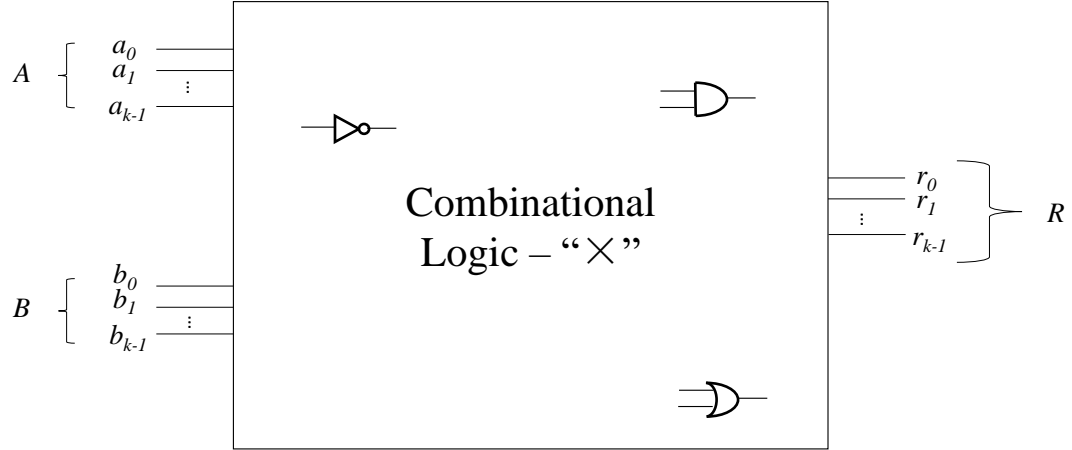 A
a0
a1
⋮
ak-1
Combinational
Logic – “×”
r0
r1
⋮
rk-1
R
B
b0
b1
⋮
bk-1